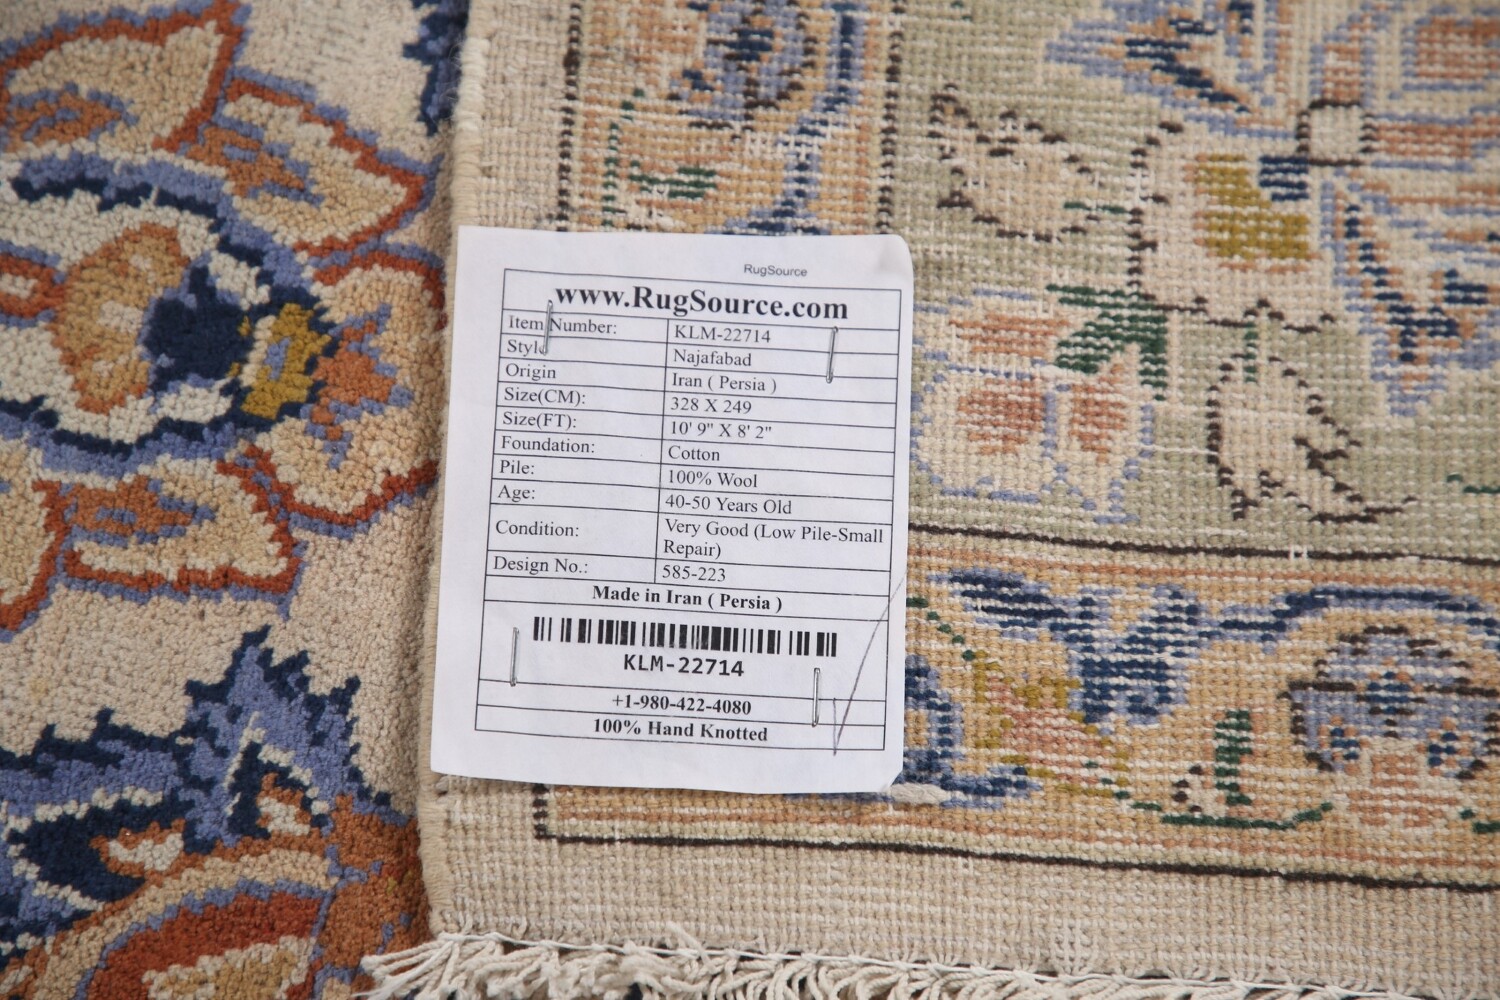 RugSource
www.RugSource.com
Item Number: KLM-22714
Style Najafabad
Origin Iran ( Persia )
Size(CM): 328 X 249
Size(FT): 10' 9" X 8' 2"
Foundation: Cotton
Pile: 100% Wool
Age: 40-50 Years Old
Condition: Very Good (Low Pile-Small
Repair)
Design No.: 585-223
Made in Iran ( Persia )
KLM-22714
+1-980-422-4080
100% Hand Knotted